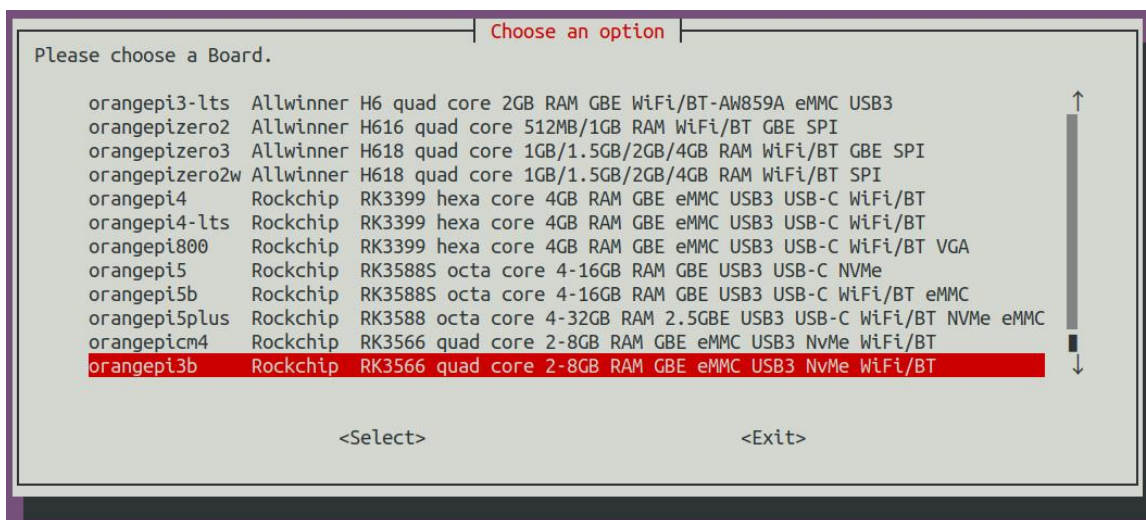 Choose an option
Please choose a Board.
orangepi3-lts Allwinner H6 quad core 2GB RAM GBE WiFi/BT-AW859A eMMC USB3
orangepizero2 Allwinner H616 quad core 512MB/1GB RAM WiFi/BT GBE SPI
orangepizero3 Allwinner H618 quad core 1GB/1.5GB/2GB/4GB RAM WiFi/BT GBE SPI
orangepizero2w Allwinner H618 quad core 1GB/1.5GB/2GB/4GB RAM WiFi/BT SPI
orangepi4 Rockchip RK3399 hexa core 4GB RAM GBE eMMC USB3 USB-C WiFi/BT
orangepi4-lts Rockchip RK3399 hexa core 4GB RAM GBE eMMC USB3 USB-C WiFi/BT
orangepi800 Rockchip RK3399 hexa core 4GB RAM GBE eMMC USB3 USB-C WiFi/BT VGA
orangepi5 Rockchip RK3588S octa core 4-16GB RAM GBE USB3 USB-C NVMe
orangepi5b Rockchip RK3588S octa core 4-16GB RAM GBE USB3 USB-C WiFi/BT eMMC
orangepi5plus Rockchip RK3588 octa core 4-32GB RAM 2.5GBE USB3 USB-C WiFi/BT NVMe eMMC
orangepicm4 Rockchip RK3566 quad core 2-8GB RAM GBE eMMC USB3 NvMe WiFi/BT
orangepi3b Rockchip RK3566 quad core 2-8GB RAM GBE eMMC USB3 NvMe WiFi/BT
<Select> <Exit>